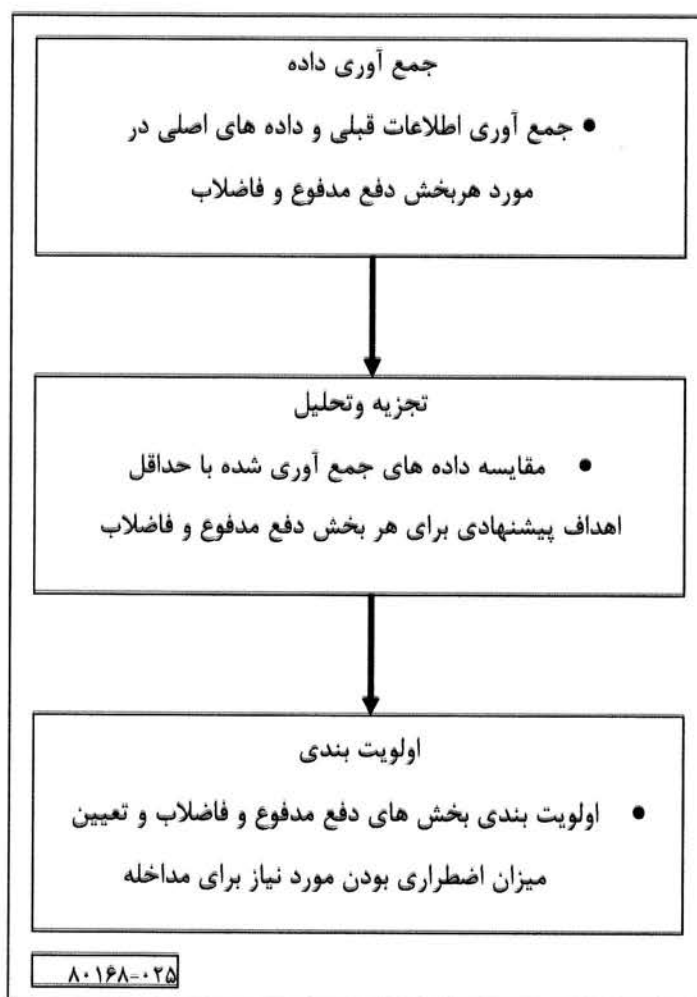 جمع آوری داده
• جمع آوری اطلاعات قبلی و داده های اصلی در
مورد هربخش دفع مدفوع و فاضلاب
تجزیه وتحلیل
• مقایسه داده های جمع آوری شده با حداقل
اهداف پیشنهادی برای هر بخش دفع مدفوع و فاضلاب
اولویت بندی
• اولویت بندی بخش های دفع مدفوع و فاضلاب و تعیین
میزان اضطراری بودن مورد نیاز برای مداخله
۸۰۱۶۸-۰۲۵